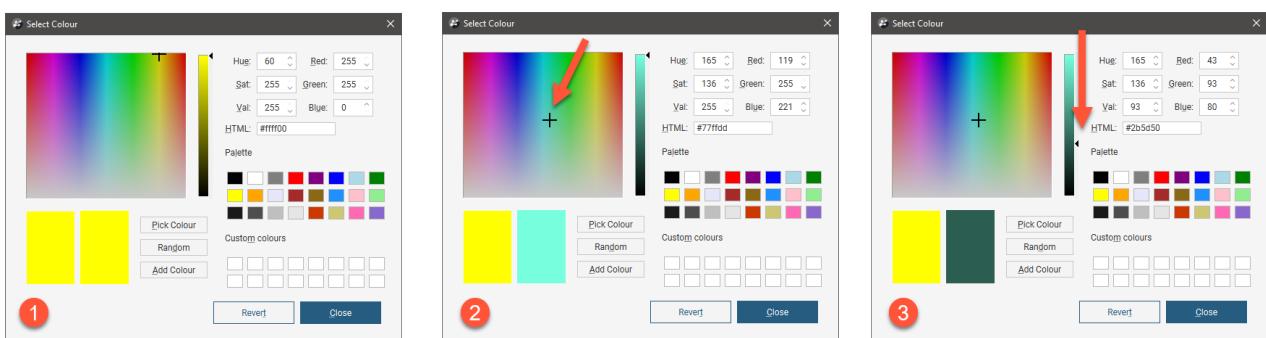 Select Colour
Hue: 60 Red: 255
Sat: 255 Green: 255
Val: 255 Blue: 0
HTML: #ffff00
Palette
Pick Colour
Random
Add Colour
Custom colours
Revert Close
1
Select Colour
Hue: 165 Red: 119
Sat: 136 Green: 255
Val: 255 Blue: 221
HTML: #77ffdd
Palette
Pick Colour
Random
Add Colour
Custom colours
Revert Close
2
Select Colour
Hue: 165 Red: 43
Sat: 136 Green: 93
Val: 93 Blue: 80
HTML: #2b5d50
Palette
Pick Colour
Random
Add Colour
Custom colours
Revert Close
3